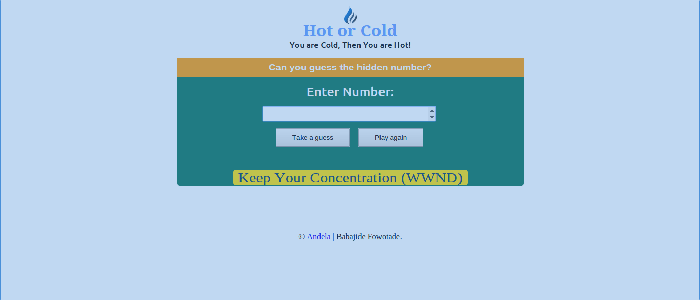 Hot or Cold
You are Cold, Then You are Hot!
Can you guess the hidden number?
Enter Number:
Take a guess Play again
Keep Your Concentration (WWND)
© Andela | Babajide Fowotade.